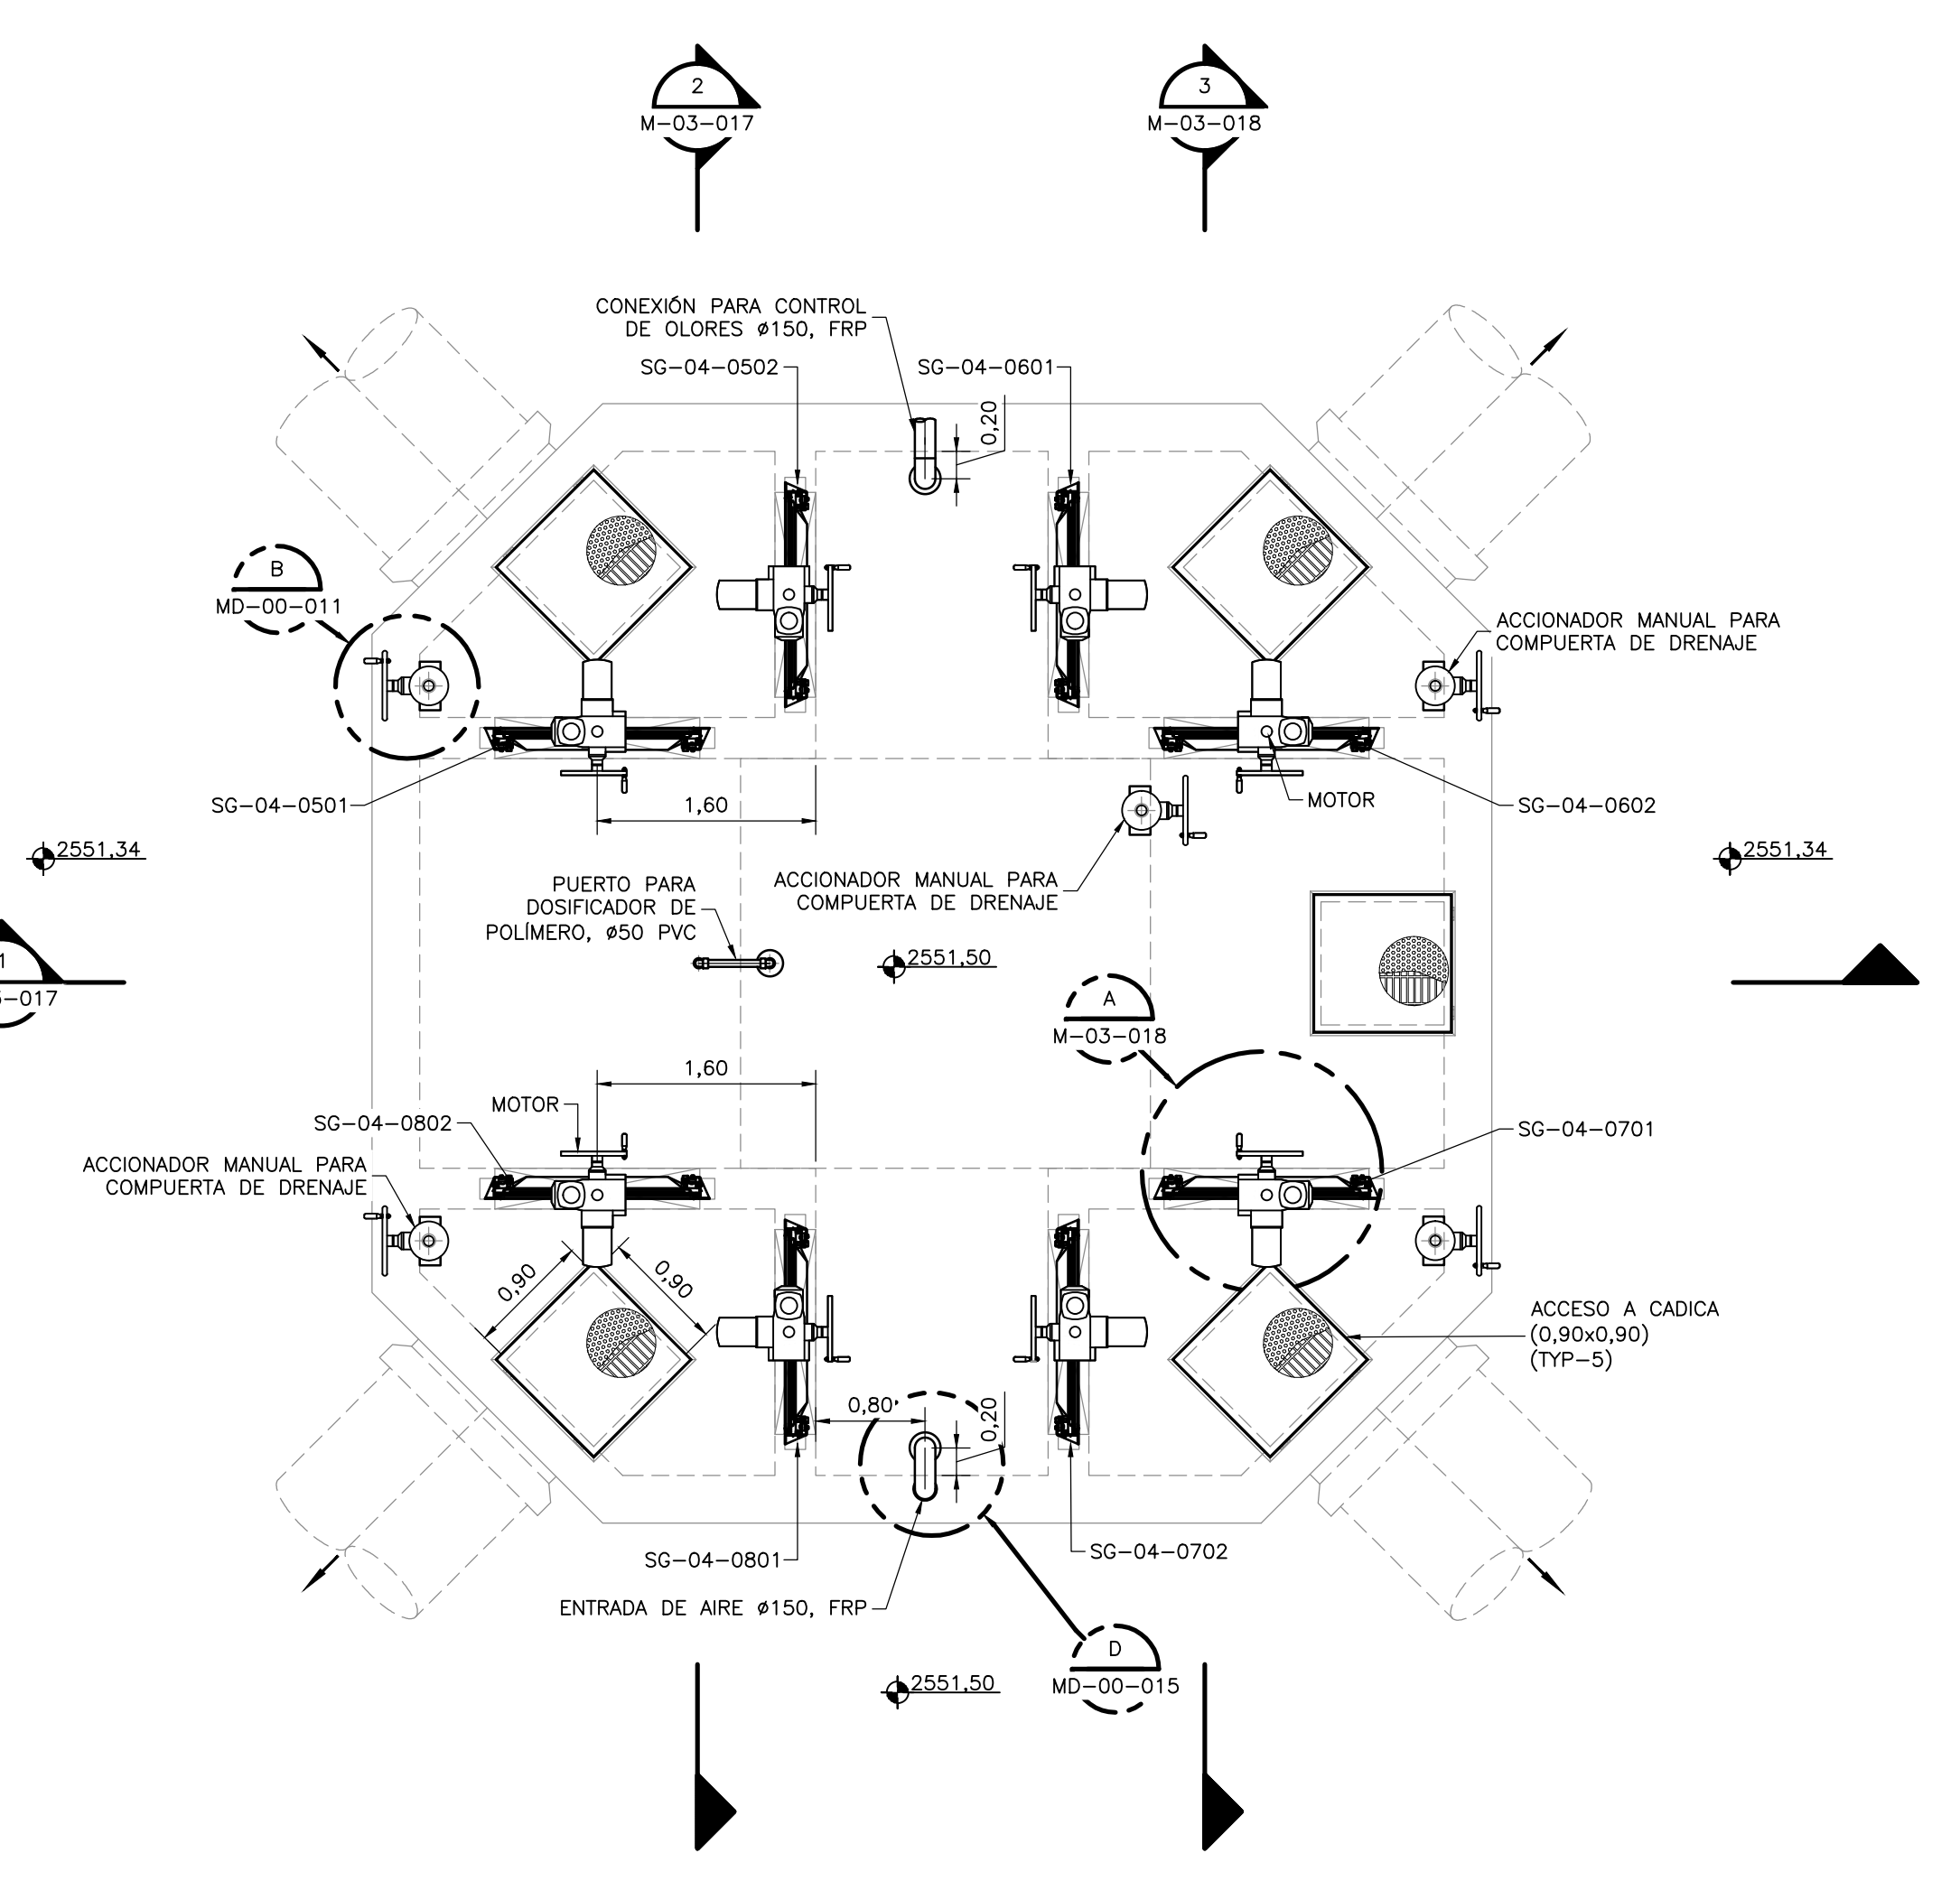 2
M-03-017
3
M-03-018
CONEXIÓN PARA CONTROL
DE OLORES ø150, FRP
SG-04-0502
SG-04-0601
0,20
B
MD-00-011
ACCIONADOR MANUAL PARA
COMPUERTA DE DRENAJE
SG-04-0501
1,60
MOTOR
SG-04-0602
2551,34
2551,34
PUERTO PARA
DOSIFICADOR DE
POLÍMERO, ø50 PVC
ACCIONADOR MANUAL PARA
COMPUERTA DE DRENAJE
2551,50
1
-017
A
M-03-018
1,60
MOTOR
SG-04-0802
SG-04-0701
ACCIONADOR MANUAL PARA
COMPUERTA DE DRENAJE
0,90
0,90
ACCESO A CADICA
(0,90x0,90)
(TYP-5)
0,80
0,20
SG-04-0801
SG-04-0702
ENTRADA DE AIRE ø150, FRP
D
MD-00-015
2551,50